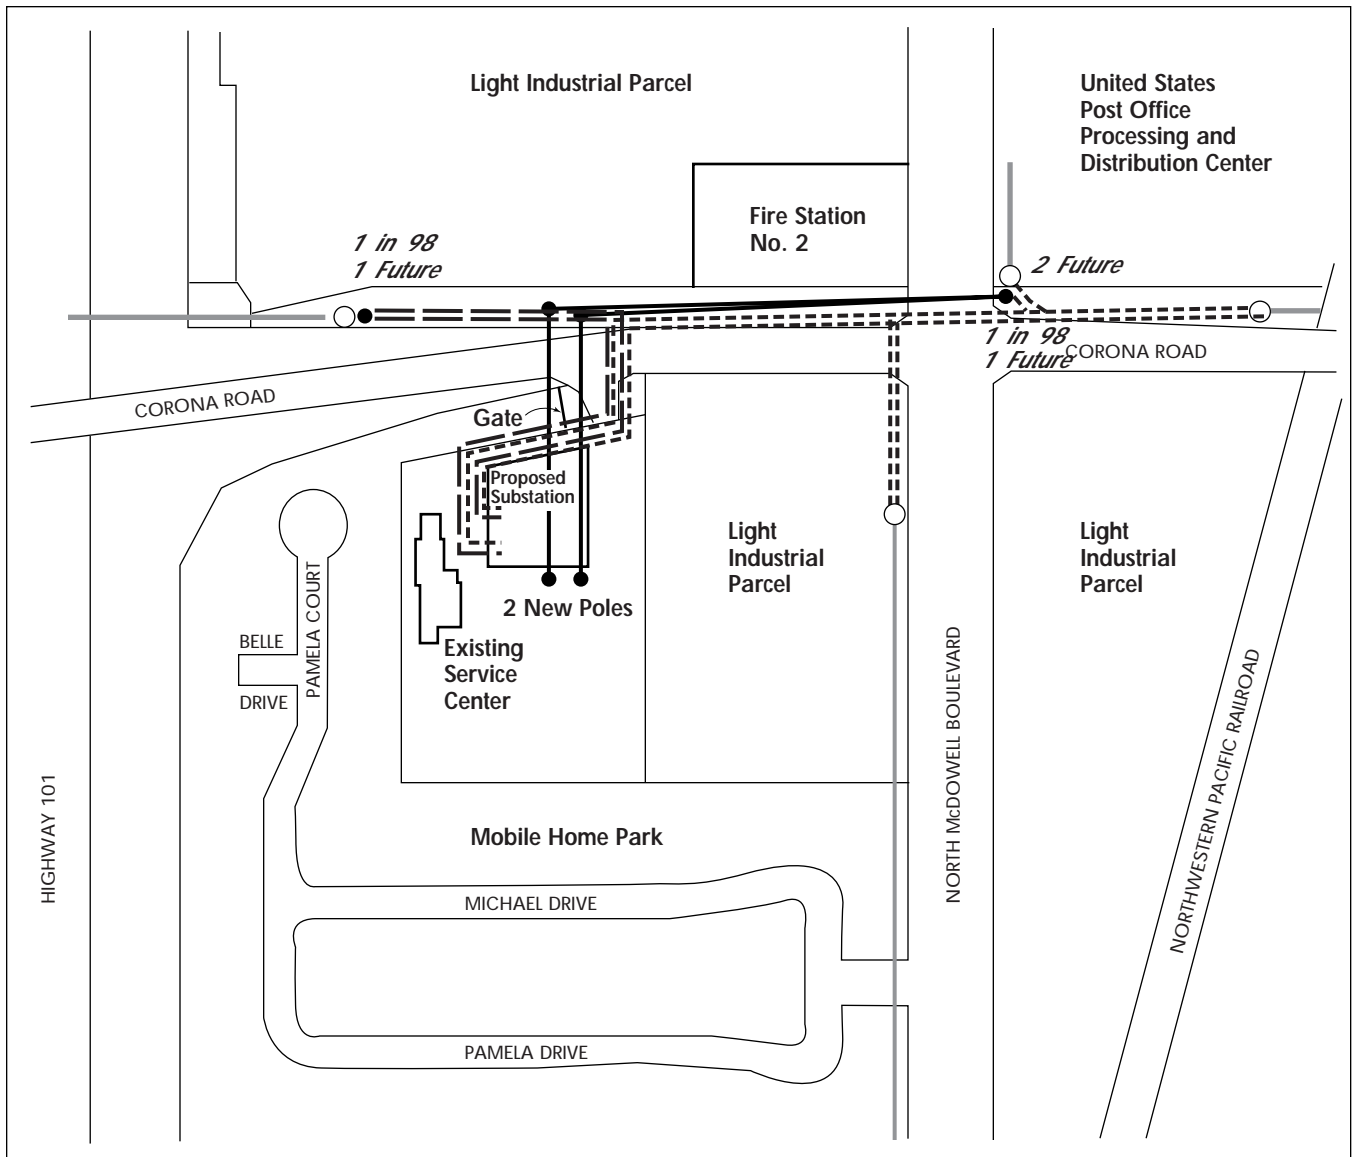 Light Industrial Parcel
United States
Post Office
Processing and
Distribution Center
Fire Station
No. 2
1 in 98
1 Future
2 Future
1 in 98
1 Future
CORONA ROAD
CORONA ROAD
Gate
Proposed
Substation
Light
Industrial
Parcel
Light
Industrial
Parcel
2 New Poles
Existing
Service
Center
PAMELA COURT
BELLE
DRIVE
HIGHWAY 101
NORTH McDOWELL BOULEVARD
NORTHWESTERN PACIFIC RAILROAD
Mobile Home Park
MICHAEL DRIVE
PAMELA DRIVE